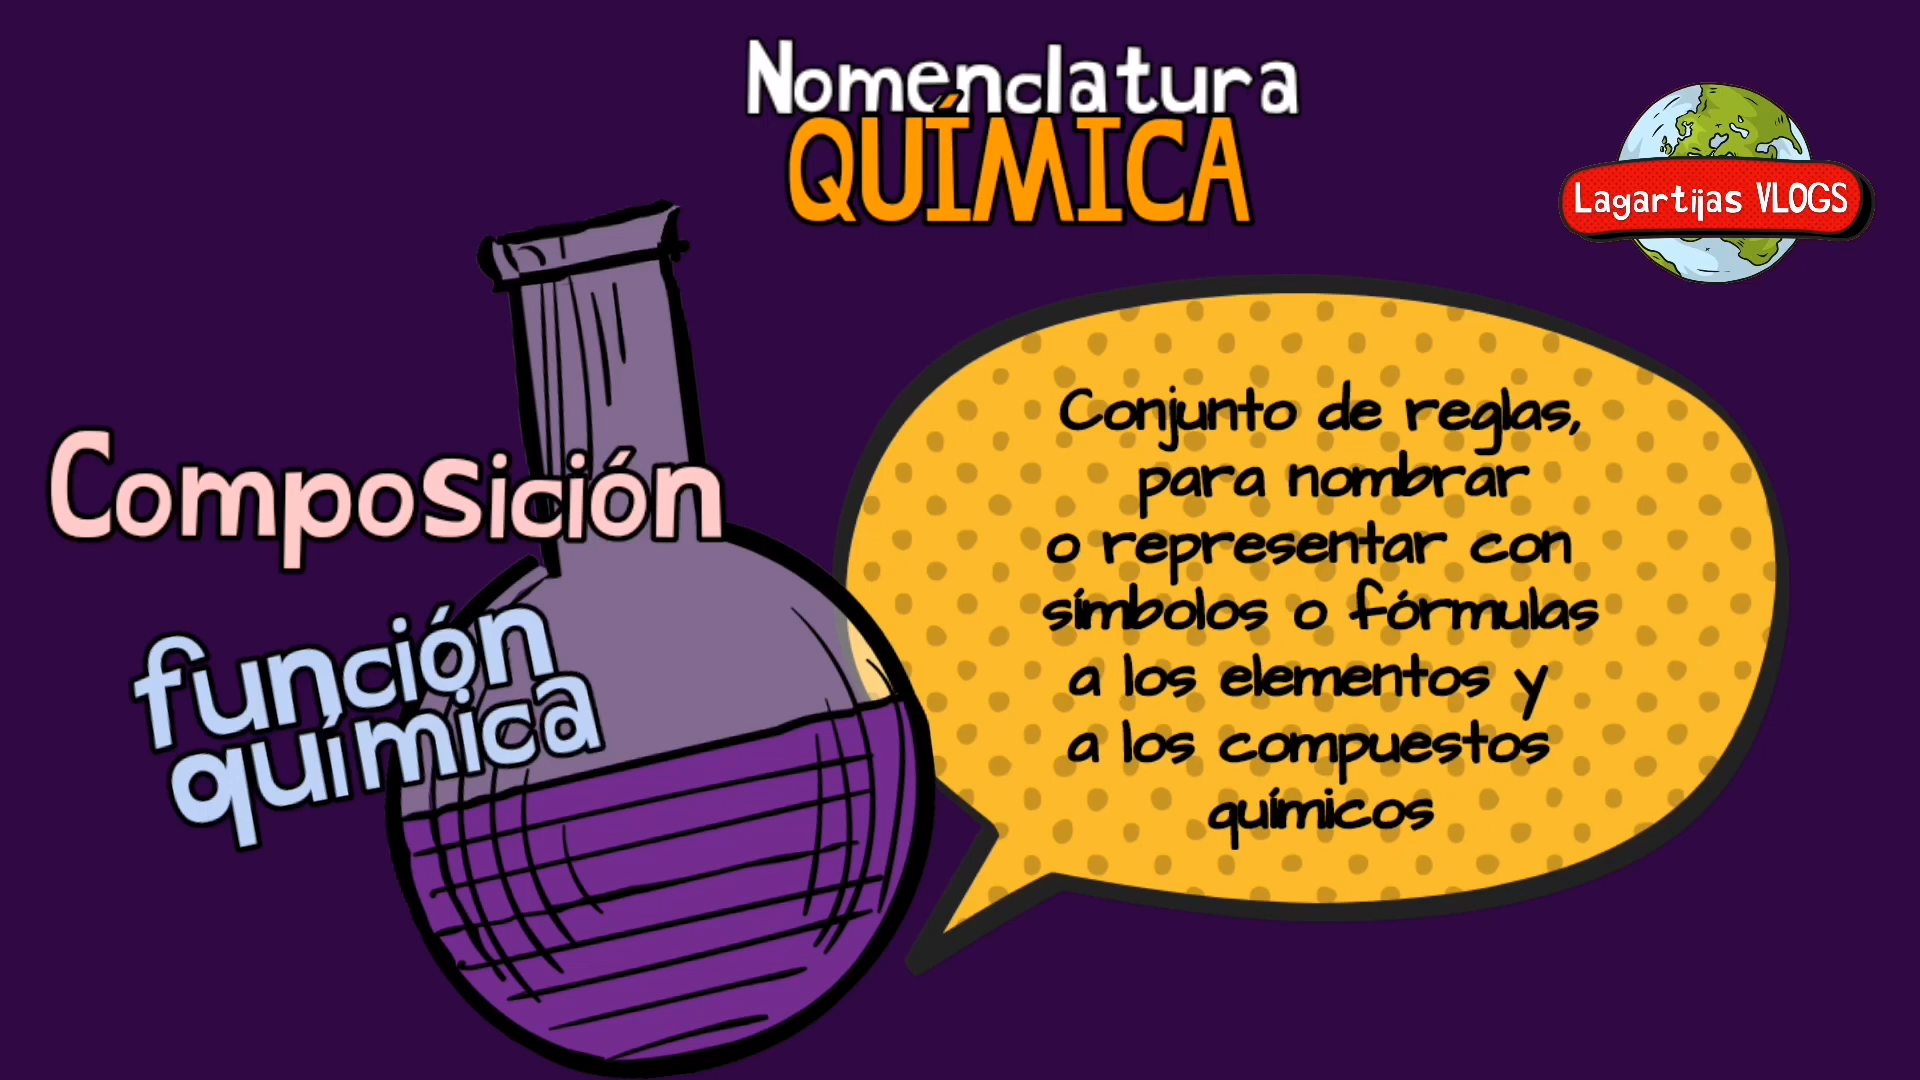 Nomenclatura
QUÍMICA
Lagartijas VLOGS
Composición
función
química
Conjunto de reglas,
para nombrar
o representar con
símbolos o fórmulas
a los elementos y
a los compuestos
químicos